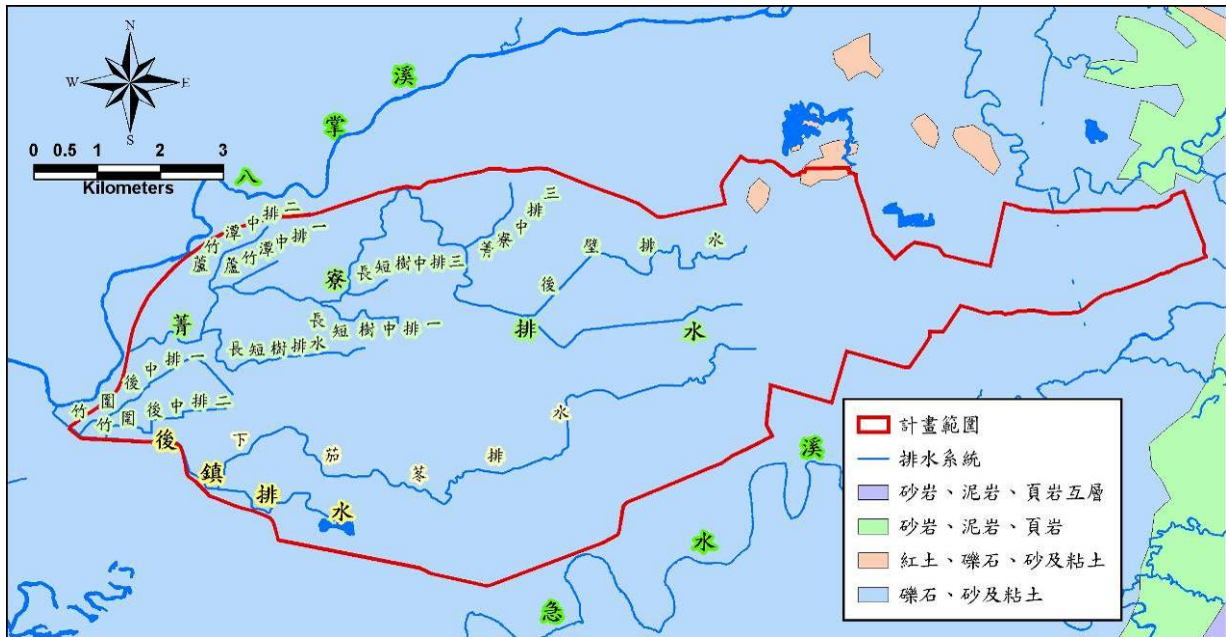 N
W E
S
0 0.5 1 2 3
Kilometers
八掌溪
蘆竹潭中排二
蘆竹潭中排一
菁寮排水
長短樹中排三
菁寮中排三
後壁排水
長短樹中排一
長短樹排水
竹圍後中排一
竹圍後中排二
後鎮排水
下茄苳排水
急水溪
計畫範圍
排水系統
砂岩、泥岩、頁岩互層
砂岩、泥岩、頁岩
紅土、礫石、砂及粘土
礫石、砂及粘土